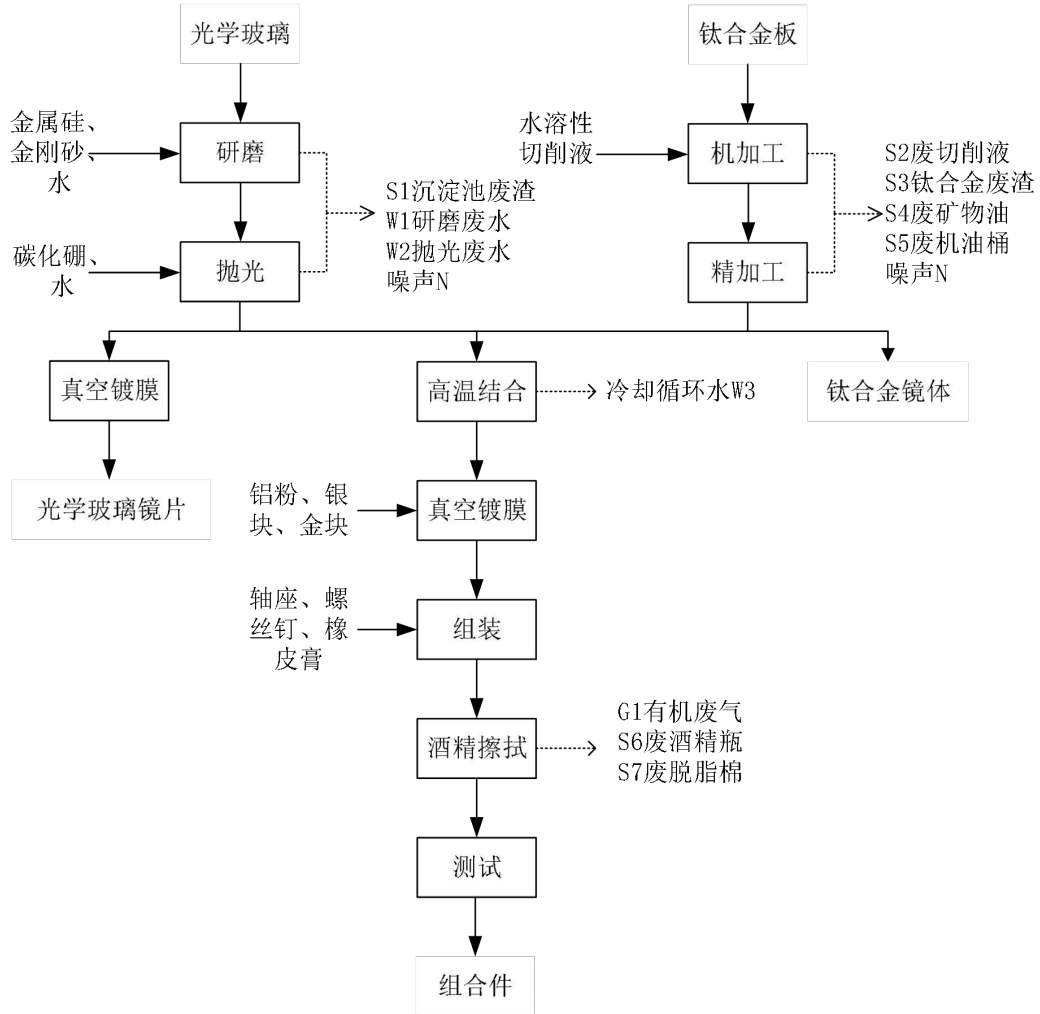 光学玻璃
钛合金板
金属硅、
金刚砂、
水
研磨
水溶性
切削液
机加工
S1沉淀池废渣
W1研磨废水
W2抛光废水
噪声N
S2废切削液
S3钛合金废渣
S4废矿物油
S5废机油桶
噪声N
碳化硼、
水
抛光
精加工
真空镀膜
高温结合
冷却循环水W3
钛合金镜体
光学玻璃镜片
铝粉、银
块、金块
真空镀膜
轴座、螺
丝钉、橡
皮膏
组装
酒精擦拭
G1有机废气
S6废酒精瓶
S7废脱脂棉
测试
组合件